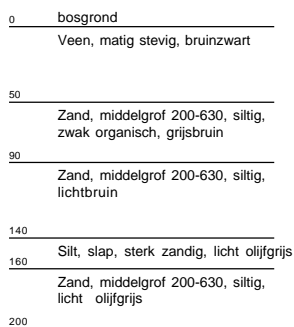 0 bosgrond
Veen, matig stevig, bruinzwart
50
Zand, middelgrof 200-630, siltig,
zwak organisch, grijsbruin
90
Zand, middelgrof 200-630, siltig,
lichtbruin
140
Silt, slap, sterk zandig, licht olijfgrijs
160
Zand, middelgrof 200-630, siltig,
licht olijfgrijs
200